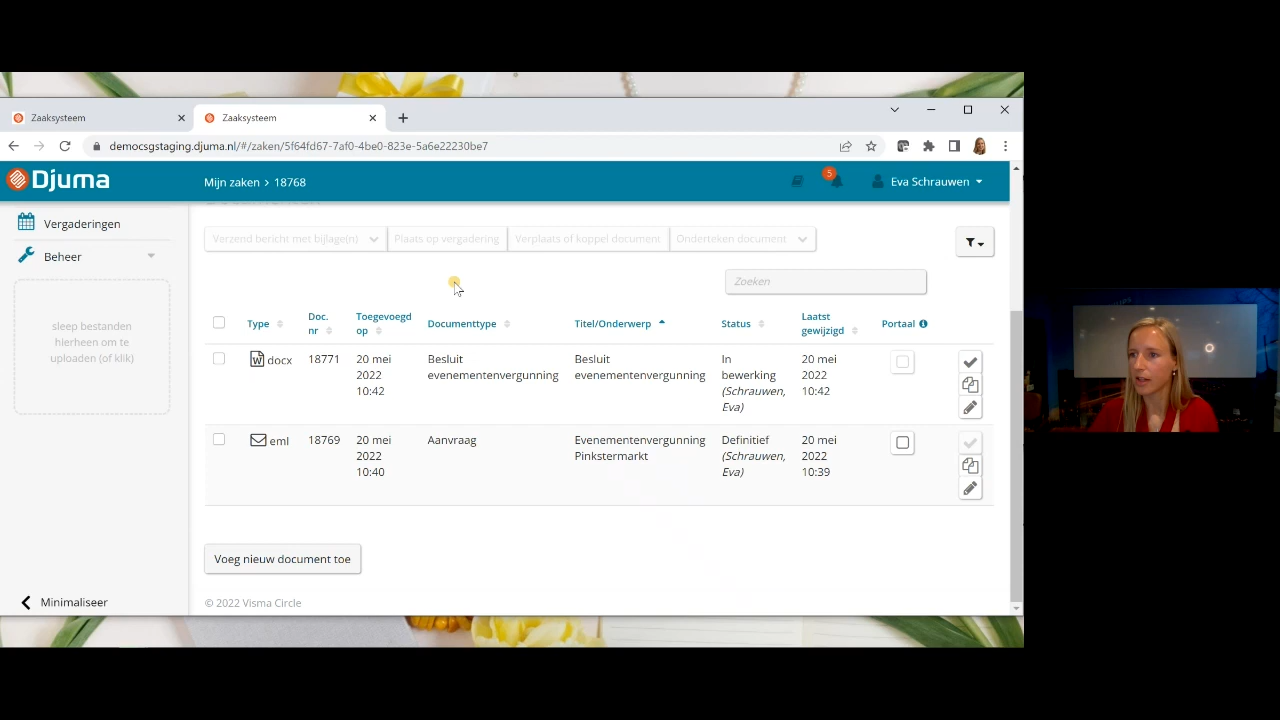 Zaaksysteem
Zaaksysteem
democsgstaging.djuma.nl/#/zaken/5f64fd67-7af0-4be0-823e-5a6e22230be7
Djuma
Mijn zaken > 18768
5
Eva Schrauwen
Vergaderingen
Beheer
sleep bestanden
hierheen om te
uploaden (of klik)
Minimaliseer
Verzend bericht met bijlage(n)
Plaats op vergadering
Verplaats of koppel document
Onderteken document
Zoeken
Type
Doc.
nr
Toegevoegd
op
Documenttype
Titel/Onderwerp
Status
Laatst
gewijzigd
Portaal
docx
18771
20 mei
2022
10:42
Besluit
evenementenvergunning
Besluit
evenementenvergunning
In
bewerking
(Schrauwen,
Eva)
20 mei
2022
10:42
eml
18769
20 mei
2022
10:40
Aanvraag
Evenementenvergunning
Pinkstermarkt
Definitief
(Schrauwen,
Eva)
20 mei
2022
10:39
Voeg nieuw document toe
© 2022 Visma Circle